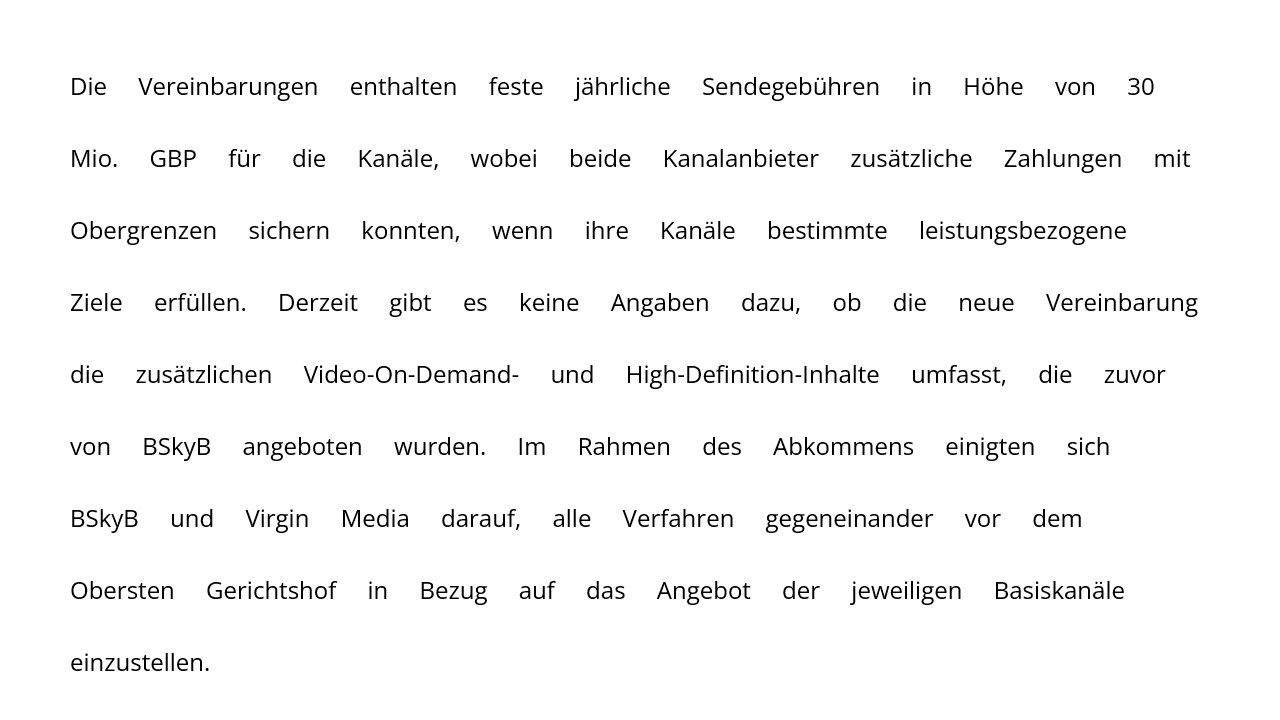 Die Vereinbarungen enthalten feste jährliche Sendegebühren in Höhe von 30
Mio. GBP für die Kanäle, wobei beide Kanalanbieter zusätzliche Zahlungen mit
Obergrenzen sichern konnten, wenn ihre Kanäle bestimmte leistungsbezogene
Ziele erfüllen. Derzeit gibt es keine Angaben dazu, ob die neue Vereinbarung
die zusätzlichen Video-On-Demand- und High-Definition-Inhalte umfasst, die zuvor
von BSkyB angeboten wurden. Im Rahmen des Abkommens einigten sich
BSkyB und Virgin Media darauf, alle Verfahren gegeneinander vor dem
Obersten Gerichtshof in Bezug auf das Angebot der jeweiligen Basiskanäle
einzustellen.